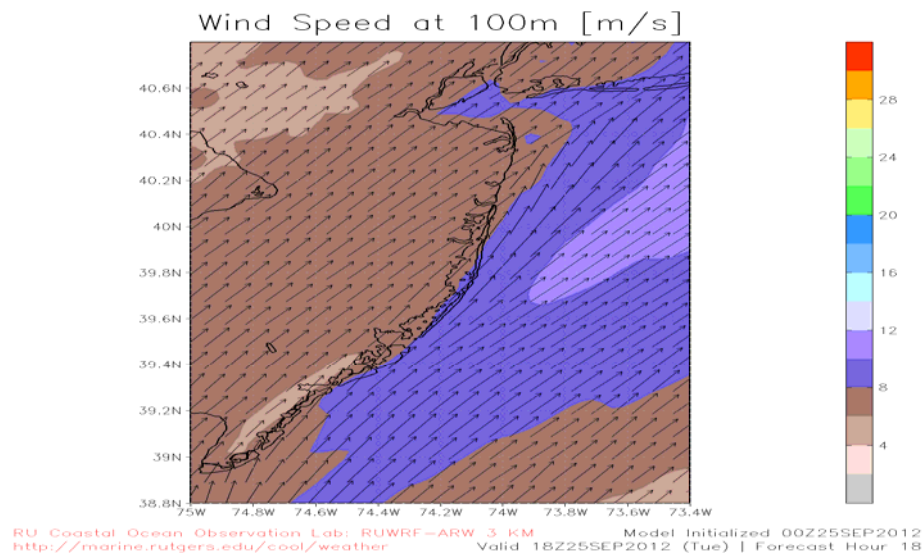 Wind Speed at 100m [m/s]
40.6N
40.4N
40.2N
40N
39.8N
39.6N
39.4N
39.2N
39N
38.8N
75W 74.8W 74.6W 74.4W 74.2W 74W 73.8W 73.6W 73.4W
28
24
20
16
12
8
4
RU Coastal Ocean Observation Lab: RUWRF-ARW 3 KM
http://marine.rutgers.edu/cool/weather
Model Initialized 00Z25SEP2012
Valid 18Z25SEP2012 (Tue) | Forecast Hour 18